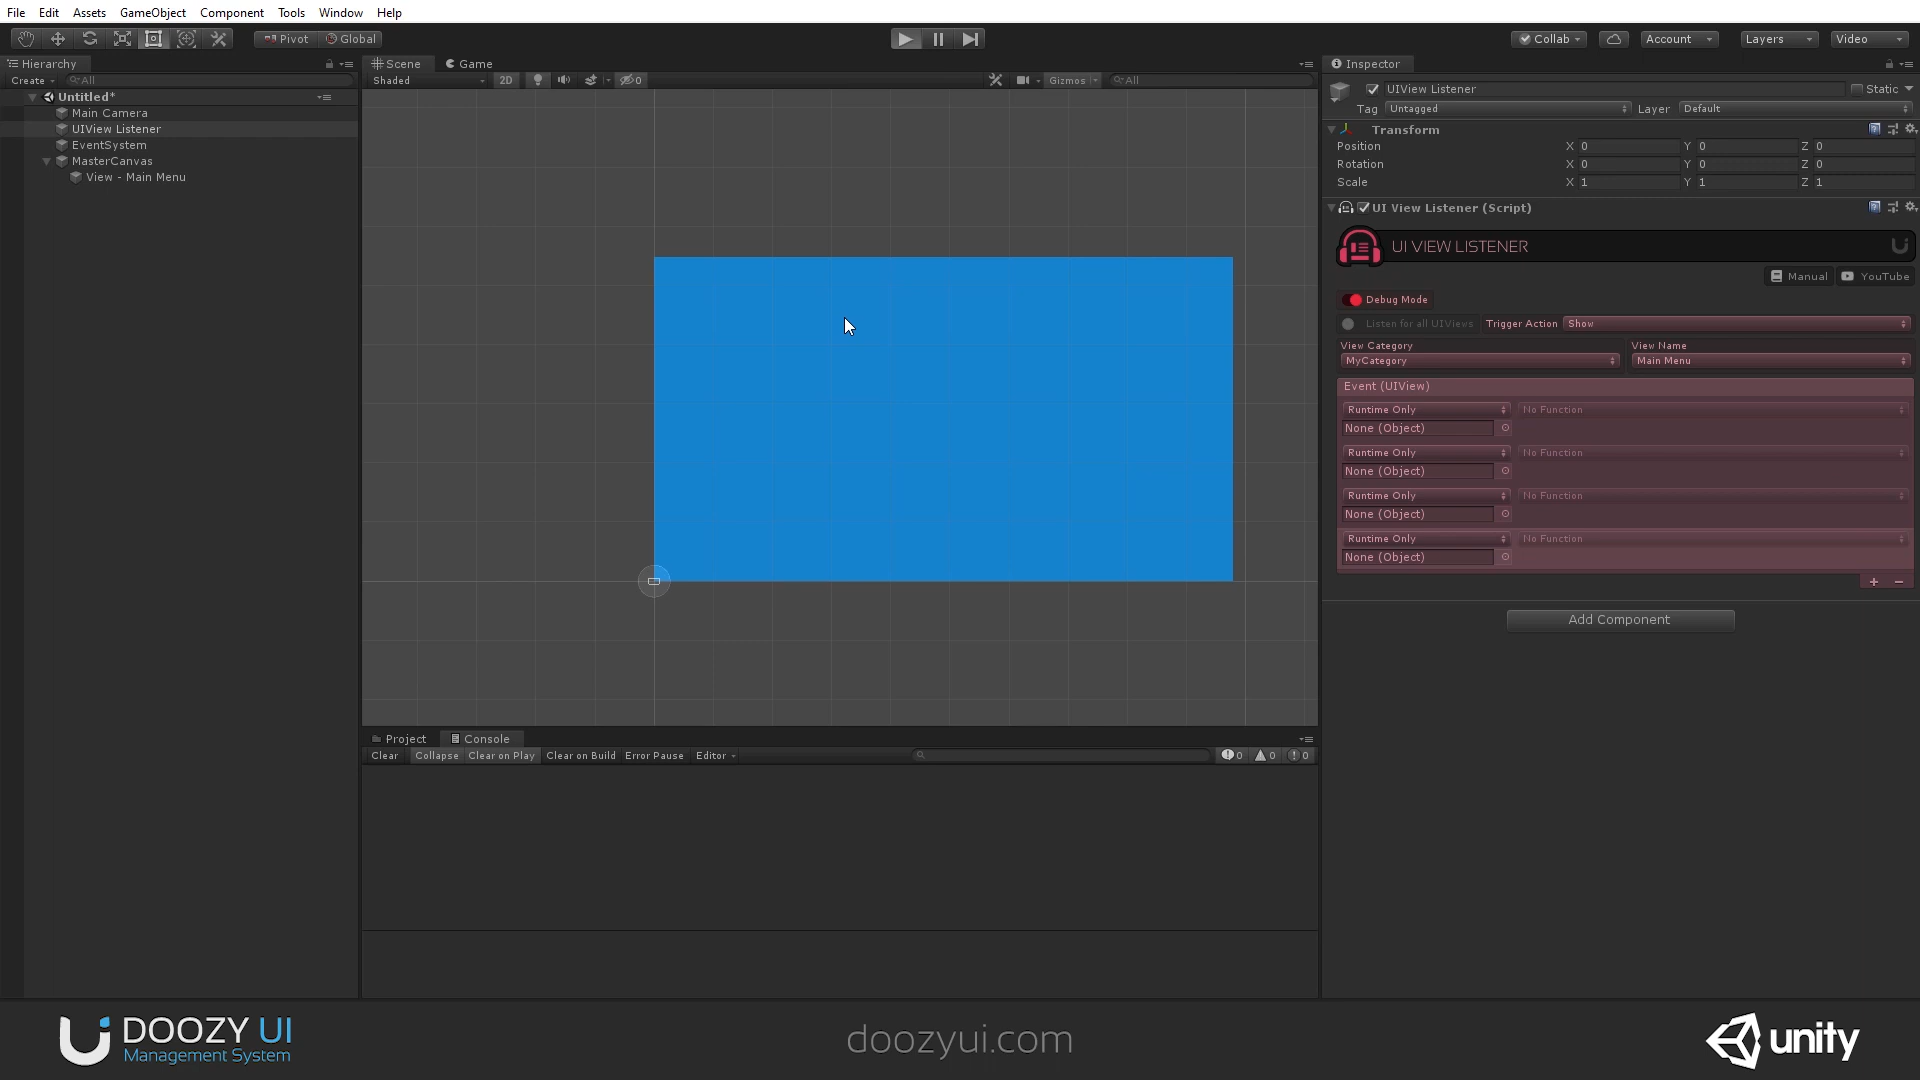 File Edit Assets GameObject Component Tools Window Help
Pivot Global Collab Account Layers Video
Hierarchy
Create All
Untitled*
Main Camera
UIView Listener
EventSystem
MasterCanvas
View - Main Menu
Scene Game
Shaded 2D 0 Gizmos All
Project Console
Clear Collapse Clear on Play Clear on Build Error Pause Editor 0 0 0
Inspector
UIView Listener Static
Tag Untagged Layer Default
Transform
Position X 0 Y 0 Z 0
Rotation X 0 Y 0 Z 0
Scale X 1 Y 1 Z 1
UI View Listener (Script)
UI VIEW LISTENER
Manual YouTube
Debug Mode
Listen for all UIViews Trigger Action Show
View Category View Name
MyCategory Main Menu
Event (UIView)
Runtime Only No Function
None (Object)
Runtime Only No Function
None (Object)
Runtime Only No Function
None (Object)
Runtime Only No Function
None (Object)
+ −
Add Component
DOOZY UI
Management System
doozyui.com
unity